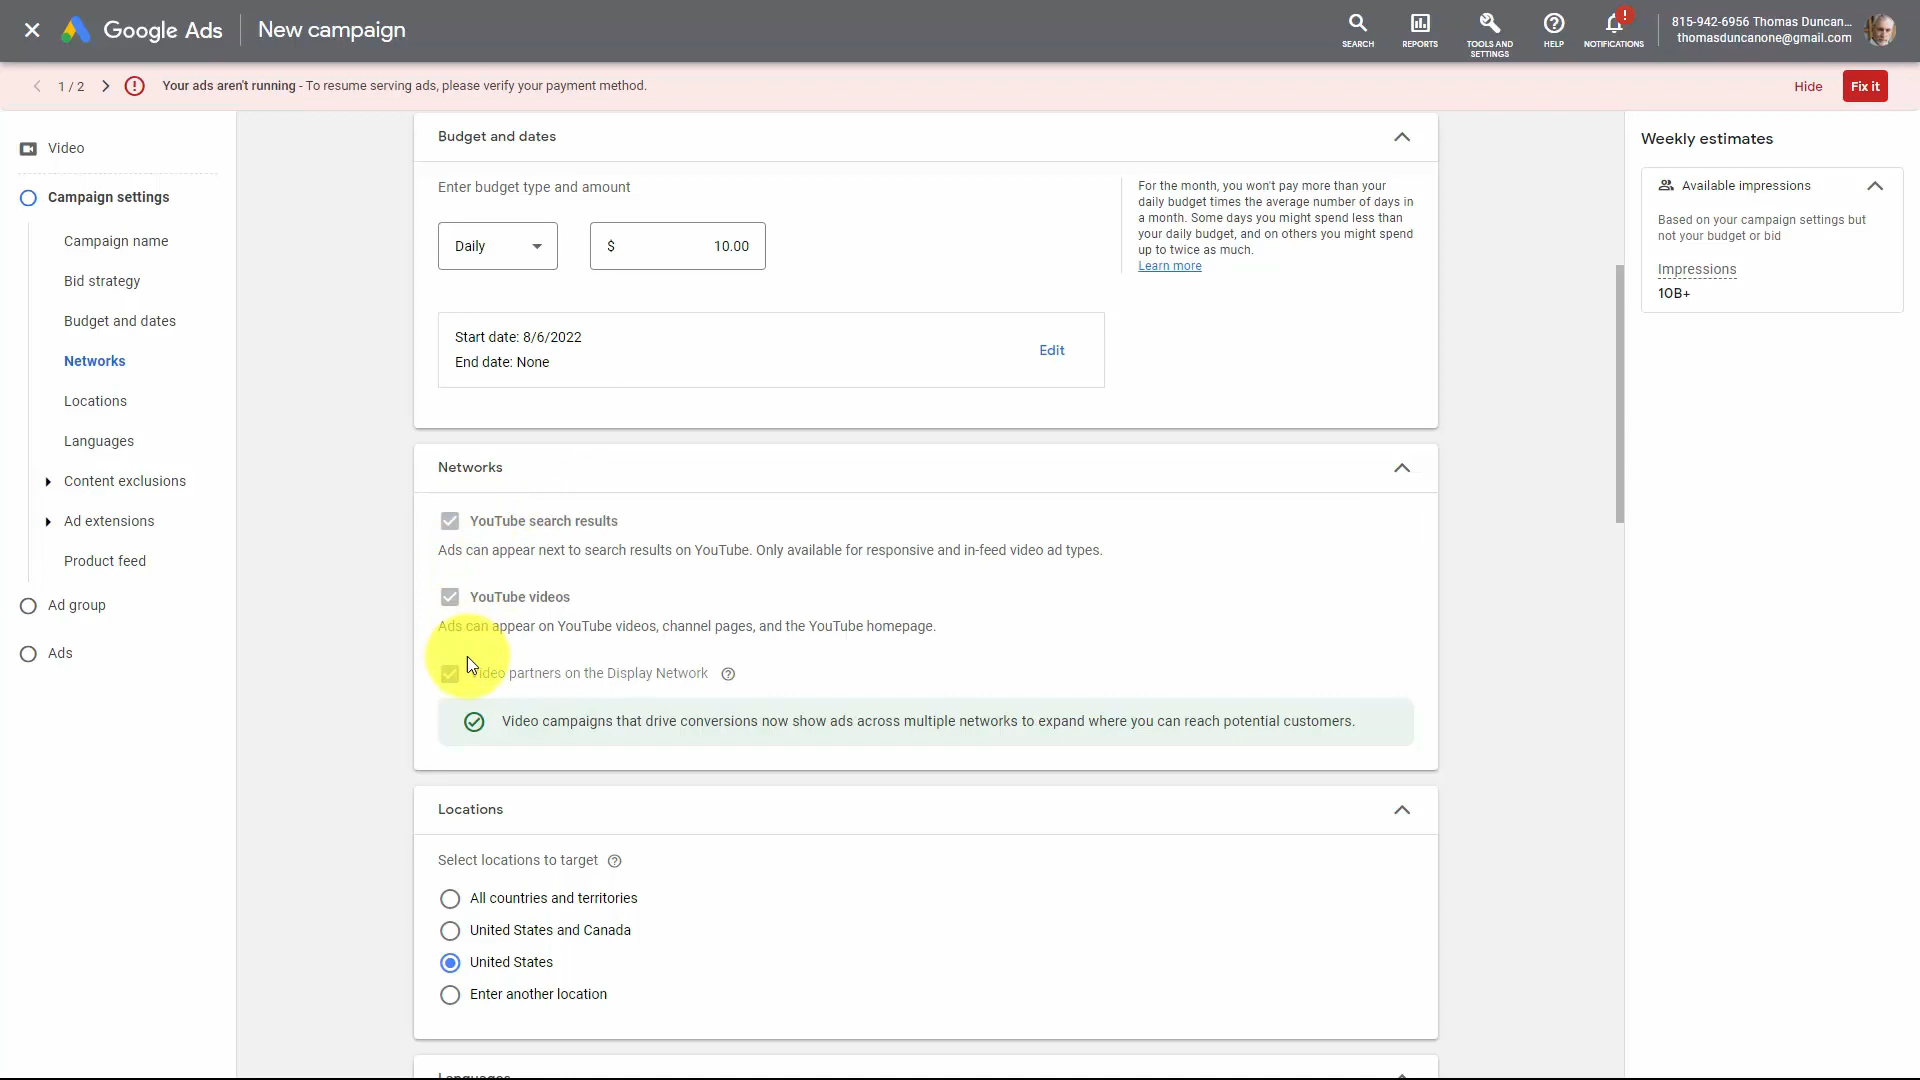 Google Ads
New campaign
SEARCH
REPORTS
TOOLS AND
SETTINGS
HELP
!
NOTIFICATIONS
815-942-6956 Thomas Duncan...
thomasduncanone@gmail.com
1 / 2
Your ads aren't running - To resume serving ads, please verify your payment method.
Hide
Fix it
Video
Campaign settings
Campaign name
Bid strategy
Budget and dates
Networks
Locations
Languages
Content exclusions
Ad extensions
Product feed
Ad group
Ads
Budget and dates
Enter budget type and amount
Daily
$ 10.00
For the month, you won't pay more than your
daily budget times the average number of days in
a month. Some days you might spend less than
your daily budget, and on others you might spend
up to twice as much.
Learn more
Start date: 8/6/2022
End date: None
Edit
Networks
YouTube search results
Ads can appear next to search results on YouTube. Only available for responsive and in-feed video ad types.
YouTube videos
Ads can appear on YouTube videos, channel pages, and the YouTube homepage.
Video partners on the Display Network
Video campaigns that drive conversions now show ads across multiple networks to expand where you can reach potential customers.
Locations
Select locations to target
All countries and territories
United States and Canada
United States
Enter another location
Languages
Weekly estimates
Available impressions
Based on your campaign settings but
not your budget or bid
Impressions
10B+